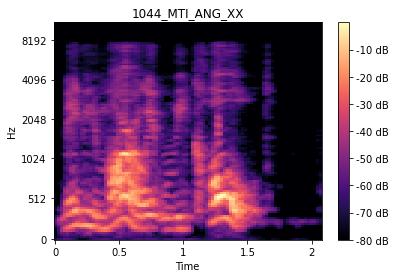 1044_MTI_ANG_XX
8192
4096
2048
1024
512
0
Hz
0
0.5
1
1.5
2
Time
-10 dB
-20 dB
-30 dB
-40 dB
-50 dB
-60 dB
-70 dB
-80 dB